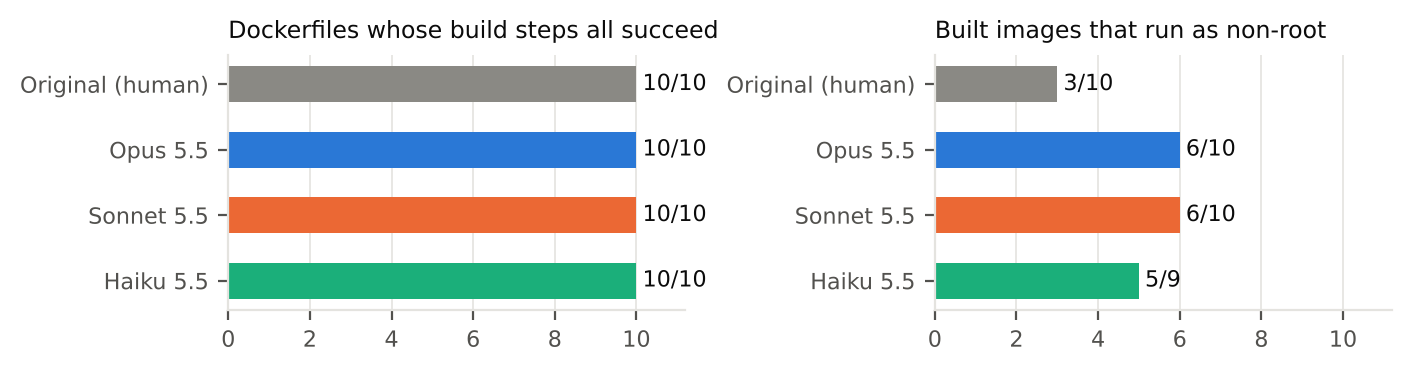 Dockerfiles whose build steps all succeed
Original (human)
10/10
Opus 5.5
10/10
Sonnet 5.5
10/10
Haiku 5.5
10/10
0 2 4 6 8 10
Built images that run as non-root
Original (human)
3/10
Opus 5.5
6/10
Sonnet 5.5
6/10
Haiku 5.5
5/9
0 2 4 6 8 10